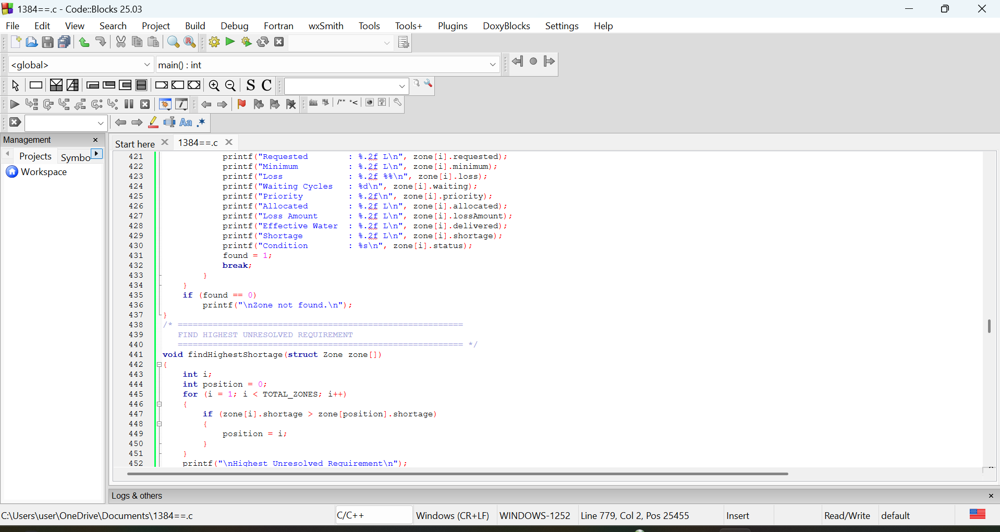 1384==.c - Code::Blocks 25.03
File Edit View Search Project Build Debug Fortran wxSmith Tools Tools+ Plugins DoxyBlocks Settings Help
<global> main() : int
S C
/** *<
Aa .*
Management
Start here 1384==.c
Projects Symbo
Workspace
421 printf("Requested        : %.2f L\n", zone[i].requested);
422 printf("Minimum          : %.2f L\n", zone[i].minimum);
423 printf("Loss             : %.2f %%\n", zone[i].loss);
424 printf("Waiting Cycles   : %d\n", zone[i].waiting);
425 printf("Priority         : %.2f\n", zone[i].priority);
426 printf("Allocated        : %.2f L\n", zone[i].allocated);
427 printf("Loss Amount      : %.2f L\n", zone[i].lossAmount);
428 printf("Effective Water  : %.2f L\n", zone[i].delivered);
429 printf("Shortage         : %.2f L\n", zone[i].shortage);
430 printf("Condition        : %s\n", zone[i].status);
431 found = 1;
432 break;
433 }
434 }
435 if (found == 0)
436 printf("\nZone not found.\n");
437 }
438 /* =========================================================
439 FIND HIGHEST UNRESOLVED REQUIREMENT
440 ========================================================= */
441 void findHighestShortage(struct Zone zone[])
442 {
443 int i;
444 int position = 0;
445 for (i = 1; i < TOTAL_ZONES; i++)
446 {
447 if (zone[i].shortage > zone[position].shortage)
448 {
449 position = i;
450 }
451 }
452 printf("\nHighest Unresolved Requirement\n");
Logs & others
C:\Users\user\OneDrive\Documents\1384==.c C/C++ Windows (CR+LF) WINDOWS-1252 Line 779, Col 2, Pos 25455 Insert Read/Write default